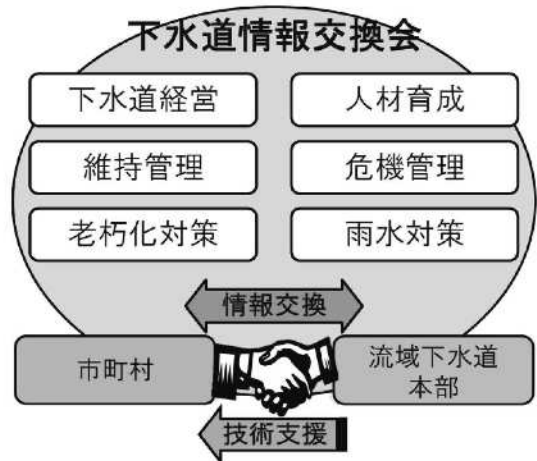 下水道情報交換会
下水道経営
人材育成
維持管理
危機管理
老朽化対策
雨水対策
情報交換
市町村
流域下水道
本部
技術支援